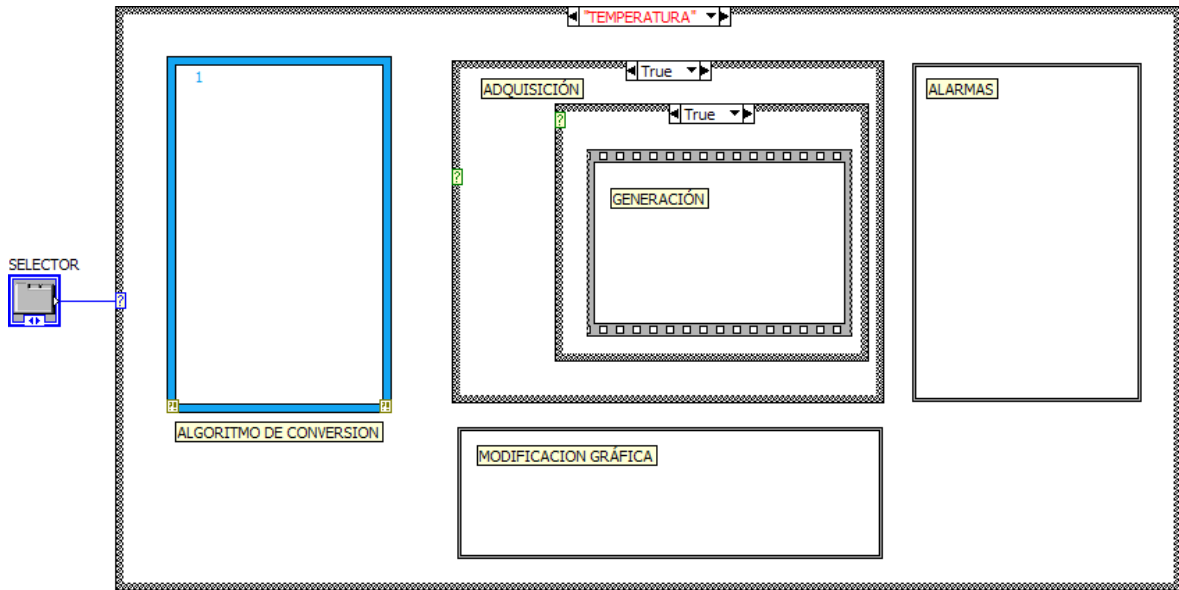 "TEMPERATURA"
1
ADQUISICIÓN
True
ALARMAS
True
?
?
GENERACIÓN
SELECTOR
?
?!
?!
ALGORITMO DE CONVERSION
MODIFICACION GRÁFICA